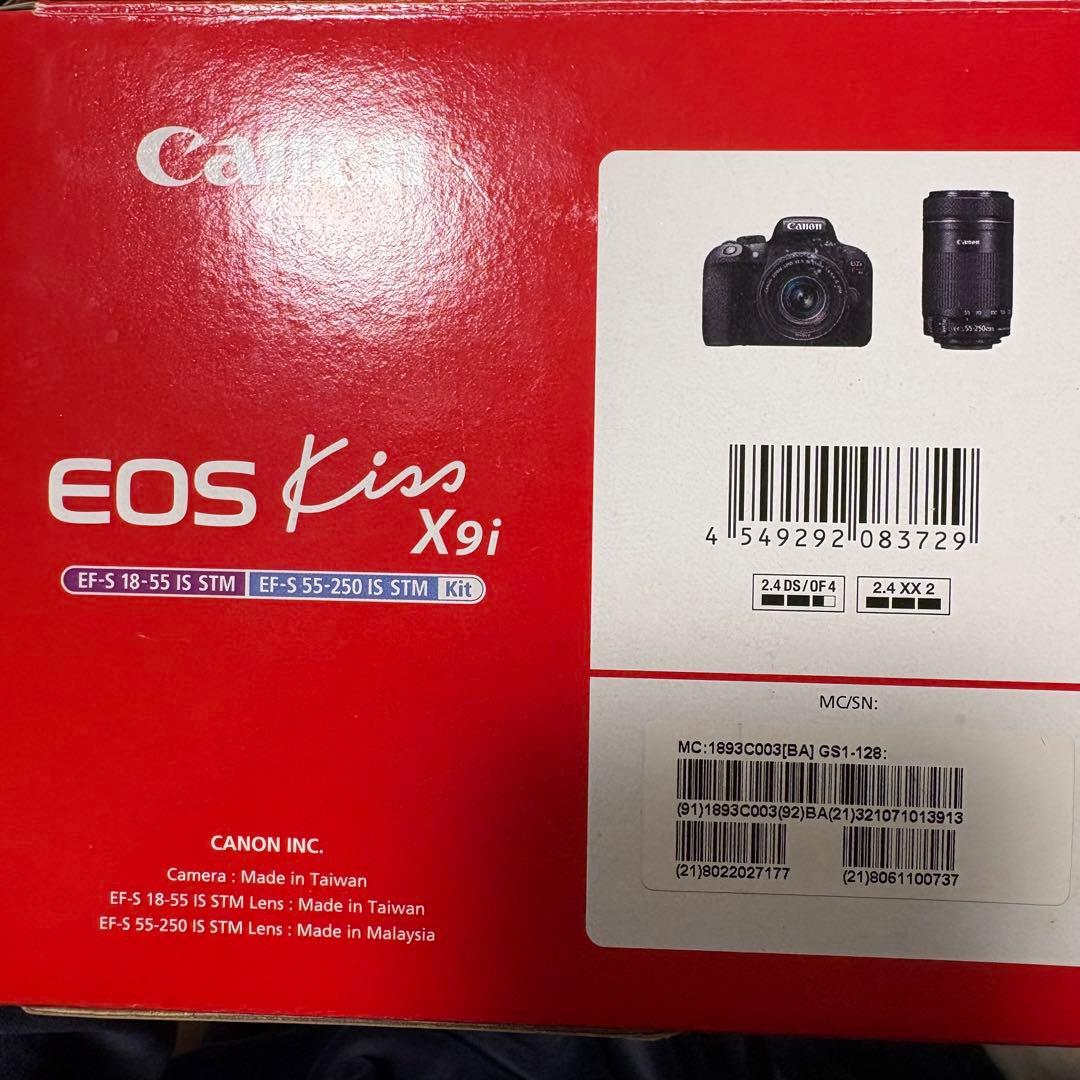 Canon
Canon
Canon
EOS Kiss
X9i
EF-S 18-55 IS STM EF-S 55-250 IS STM Kit
4 549292 083729
2.4 DS/0F4 2.4 XX 2
MC/SN:
MC:1893C003[BA] GS1-128:
(91)1893C003(92)BA(21)321071013913
(21)8022027177 (21)8061100737
CANON INC.
Camera : Made in Taiwan
EF-S 18-55 IS STM Lens : Made in Taiwan
EF-S 55-250 IS STM Lens : Made in Malaysia